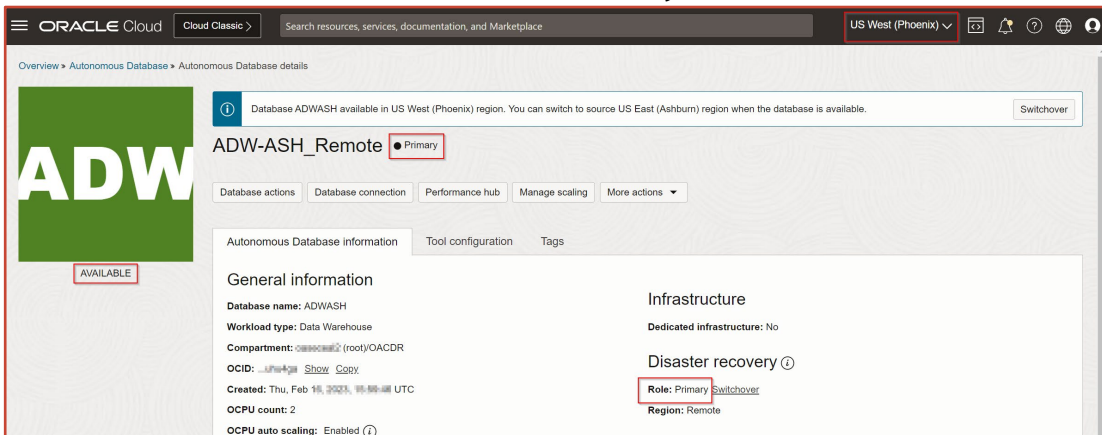 ORACLE Cloud Cloud Classic > Search resources, services, documentation, and Marketplace US West (Phoenix)
Overview » Autonomous Database » Autonomous Database details
ADW
AVAILABLE
Database ADWASH available in US West (Phoenix) region. You can switch to source US East (Ashburn) region when the database is available. Switchover
ADW-ASH_Remote Primary
Database actions Database connection Performance hub Manage scaling More actions
Autonomous Database information Tool configuration Tags
General information
Database name: ADWASH
Workload type: Data Warehouse
Compartment: (root)/OACDR
OCID: Show Copy
Created: Thu, Feb UTC
OCPU count: 2
OCPU auto scaling: Enabled
Infrastructure
Dedicated infrastructure: No
Disaster recovery
Role: Primary Switchover
Region: Remote